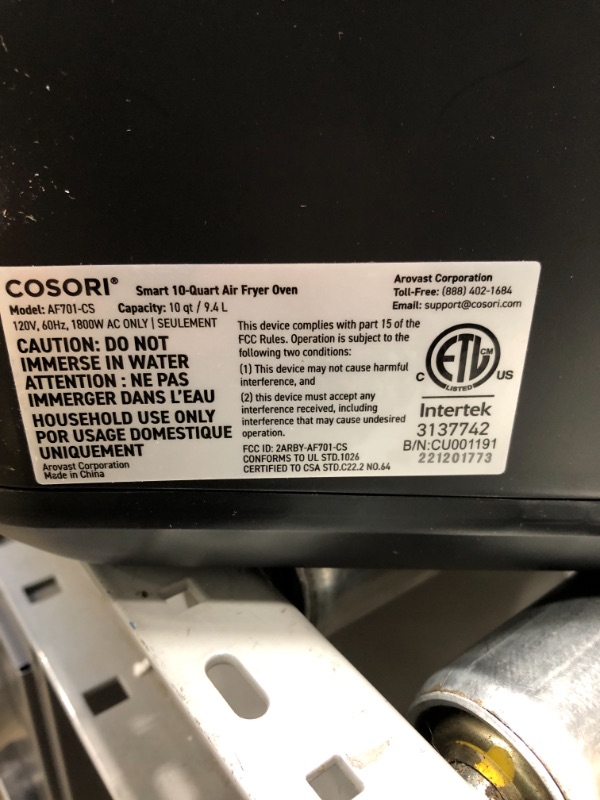 COSORI® Smart 10-Quart Air Fryer Oven
Model: AF701-CS Capacity: 10 qt / 9.4 L
120V, 60Hz, 1800W AC ONLY | SEULEMENT
CAUTION: DO NOT
IMMERSE IN WATER
ATTENTION : NE PAS
IMMERGER DANS L'EAU
HOUSEHOLD USE ONLY
POR USAGE DOMESTIQUE
UNIQUEMENT
Arovast Corporation
Made in China
This device complies with part 15 of the
FCC Rules. Operation is subject to the
following two conditions:
(1) This device may not cause harmful
interference, and
(2) this device must accept any
interference received, including
interference that may cause undesired
operation.
FCC ID: 2ARBY-AF701-CS
CONFORMS TO UL STD.1026
CERTIFIED TO CSA STD.C22.2 NO.64
Arovast Corporation
Toll-Free: (888) 402-1684
Email: support@cosori.com
ETL CM
C LISTED US
Intertek
3137742
B/N:CU001191
221201773